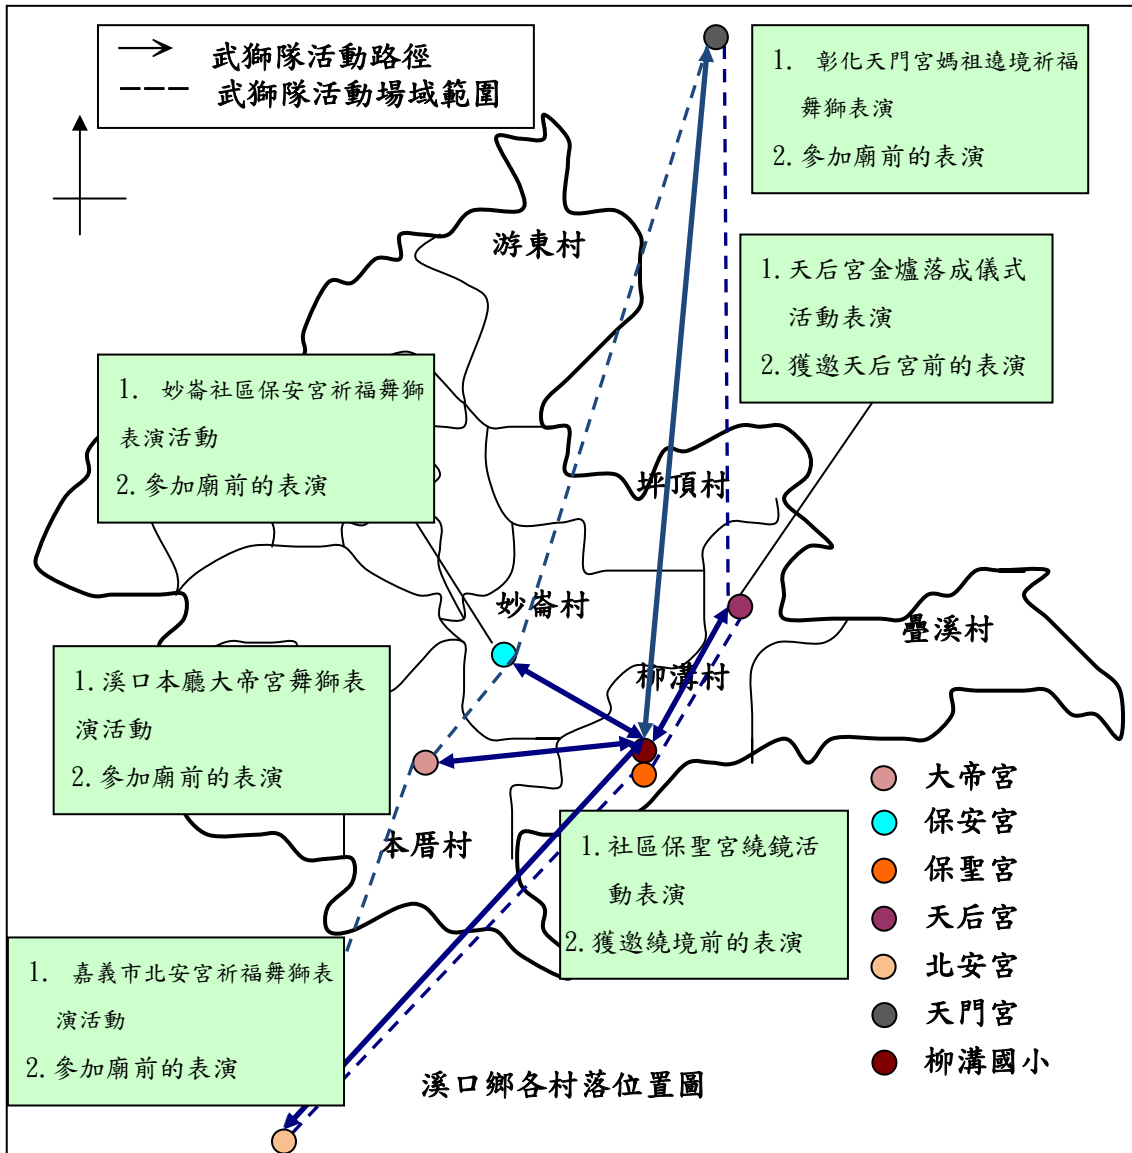 武獅隊活動路徑
武獅隊活動場域範圍
1. 彰化天門宮媽祖遶境祈福
舞獅表演
2.參加廟前的表演
游東村
1.天后宮金爐落成儀式
活動表演
2.獲邀天后宮前的表演
1. 妙崙社區保安宮祈福舞獅
表演活動
2.參加廟前的表演
坪頂村
妙崙村
疊溪村
柳溝村
1.溪口本廳大帝宮舞獅表
演活動
2.參加廟前的表演
大帝宮
保安宮
保聖宮
天后宮
北安宮
天門宮
柳溝國小
本厝村
1.社區保聖宮繞鏡活
動表演
2.獲邀繞境前的表演
1. 嘉義市北安宮祈福舞獅表
演活動
2.參加廟前的表演
溪口鄉各村落位置圖